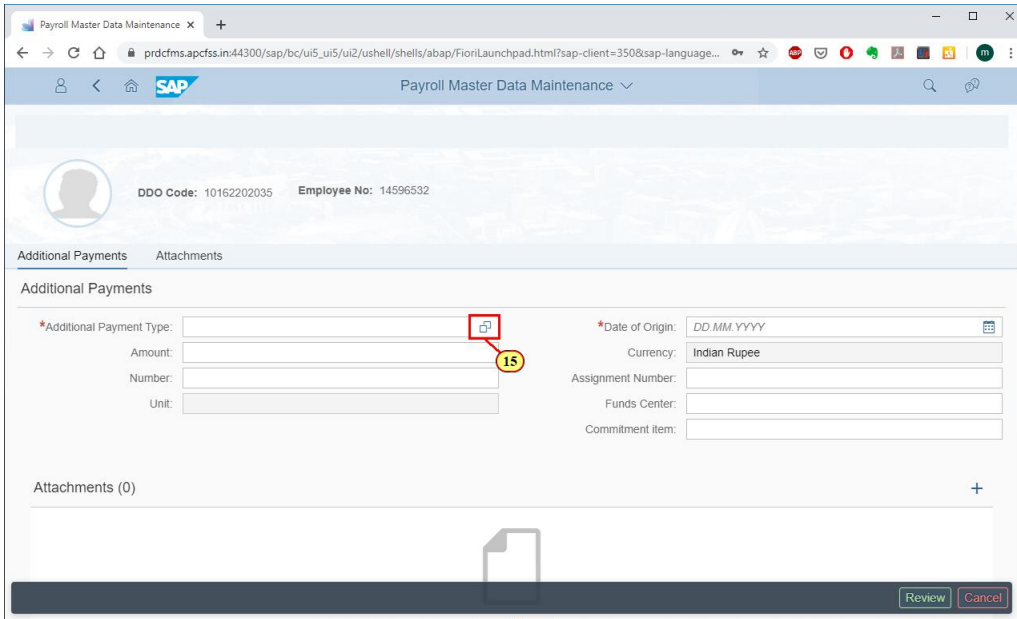 Payroll Master Data Maintenance
prdcfms.apcfss.in:44300/sap/bc/ui5_ui5/ui2/ushell/shells/abap/FioriLaunchpad.html?sap-client=350&sap-language...
ABP
m
SAP Payroll Master Data Maintenance
DDO Code: 10162202035 Employee No: 14596532
Additional Payments Attachments
Additional Payments
*Additional Payment Type: *Date of Origin: DD.MM.YYYY
15
Amount: Currency: Indian Rupee
Number: Assignment Number:
Unit: Funds Center:
Commitment item:
Attachments (0)
Review Cancel